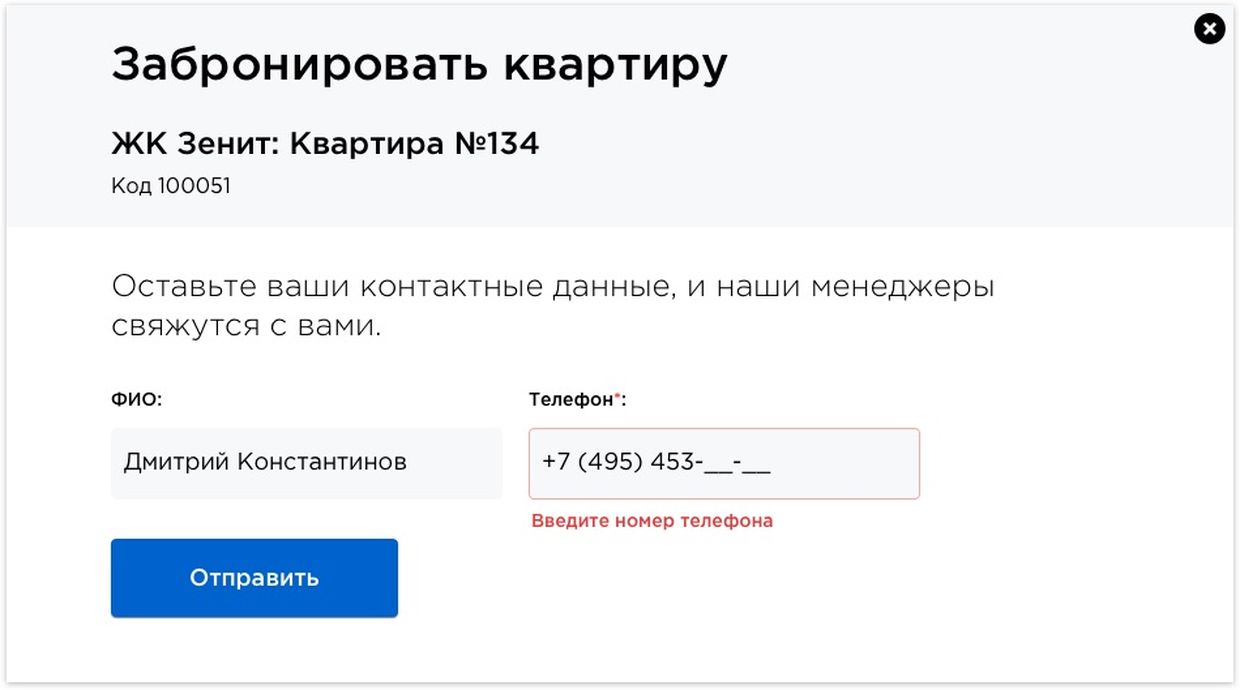 Забронировать квартиру
ЖК Зенит: Квартира №134
Код 100051
Оставьте ваши контактные данные, и наши менеджеры
свяжутся с вами.
ФИО: Телефон*:
Дмитрий Константинов +7 (495) 453-__-__
Введите номер телефона
Отправить